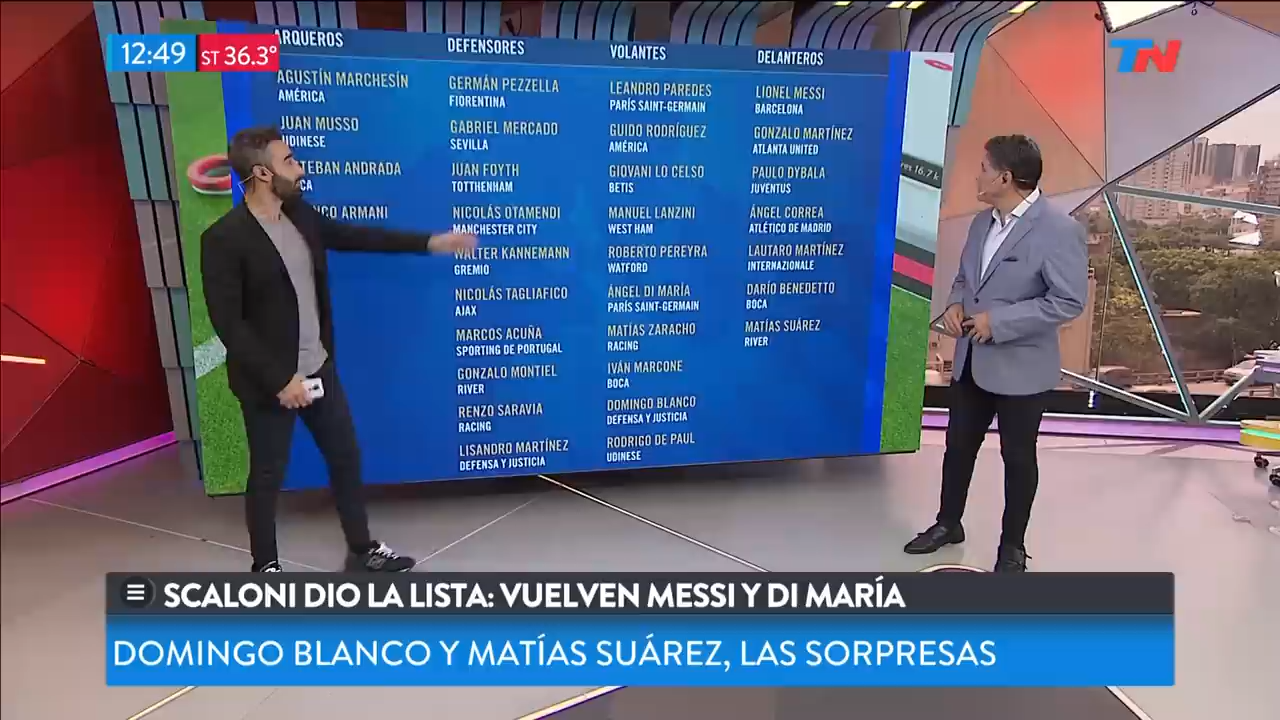 12:49 ST 36.3°
TN
ARQUEROS
AGUSTÍN MARCHESÍN
AMÉRICA
JUAN MUSSO
UDINESE
ESTEBAN ANDRADA
ARMANI
DEFENSORES
GERMÁN PEZZELLA
FIORENTINA
GABRIEL MERCADO
SEVILLA
JUAN FOYTH
TOTTHENHAM
NICOLÁS OTAMENDI
MANCHESTER CITY
WALTER KANNEMANN
GREMIO
NICOLÁS TAGLIAFICO
AJAX
MARCOS ACUÑA
SPORTING DE PORTUGAL
GONZALO MONTIEL
RIVER
RENZO SARAVIA
RACING
LISANDRO MARTÍNEZ
DEFENSA Y JUSTICIA
VOLANTES
LEANDRO PAREDES
PARÍS SAINT-GERMAIN
GUIDO RODRÍGUEZ
AMÉRICA
GIOVANI LO CELSO
BETIS
MANUEL LANZINI
WEST HAM
ROBERTO PEREYRA
WATFORD
ÁNGEL DI MARÍA
PARÍS SAINT-GERMAIN
MATÍAS ZARACHO
RACING
IVÁN MARCONE
BOCA
DOMINGO BLANCO
DEFENSA Y JUSTICIA
RODRIGO DE PAUL
UDINESE
DELANTEROS
LIONEL MESSI
BARCELONA
GONZALO MARTÍNEZ
ATLANTA UNITED
PAULO DYBALA
JUVENTUS
ÁNGEL CORREA
ATLÉTICO DE MADRID
LAUTARO MARTÍNEZ
INTERNAZIONALE
DARÍO BENEDETTO
BOCA
MATÍAS SUÁREZ
RIVER
16.7 k
SCALONI DIO LA LISTA: VUELVEN MESSI Y DI MARÍA
DOMINGO BLANCO Y MATÍAS SUÁREZ, LAS SORPRESAS